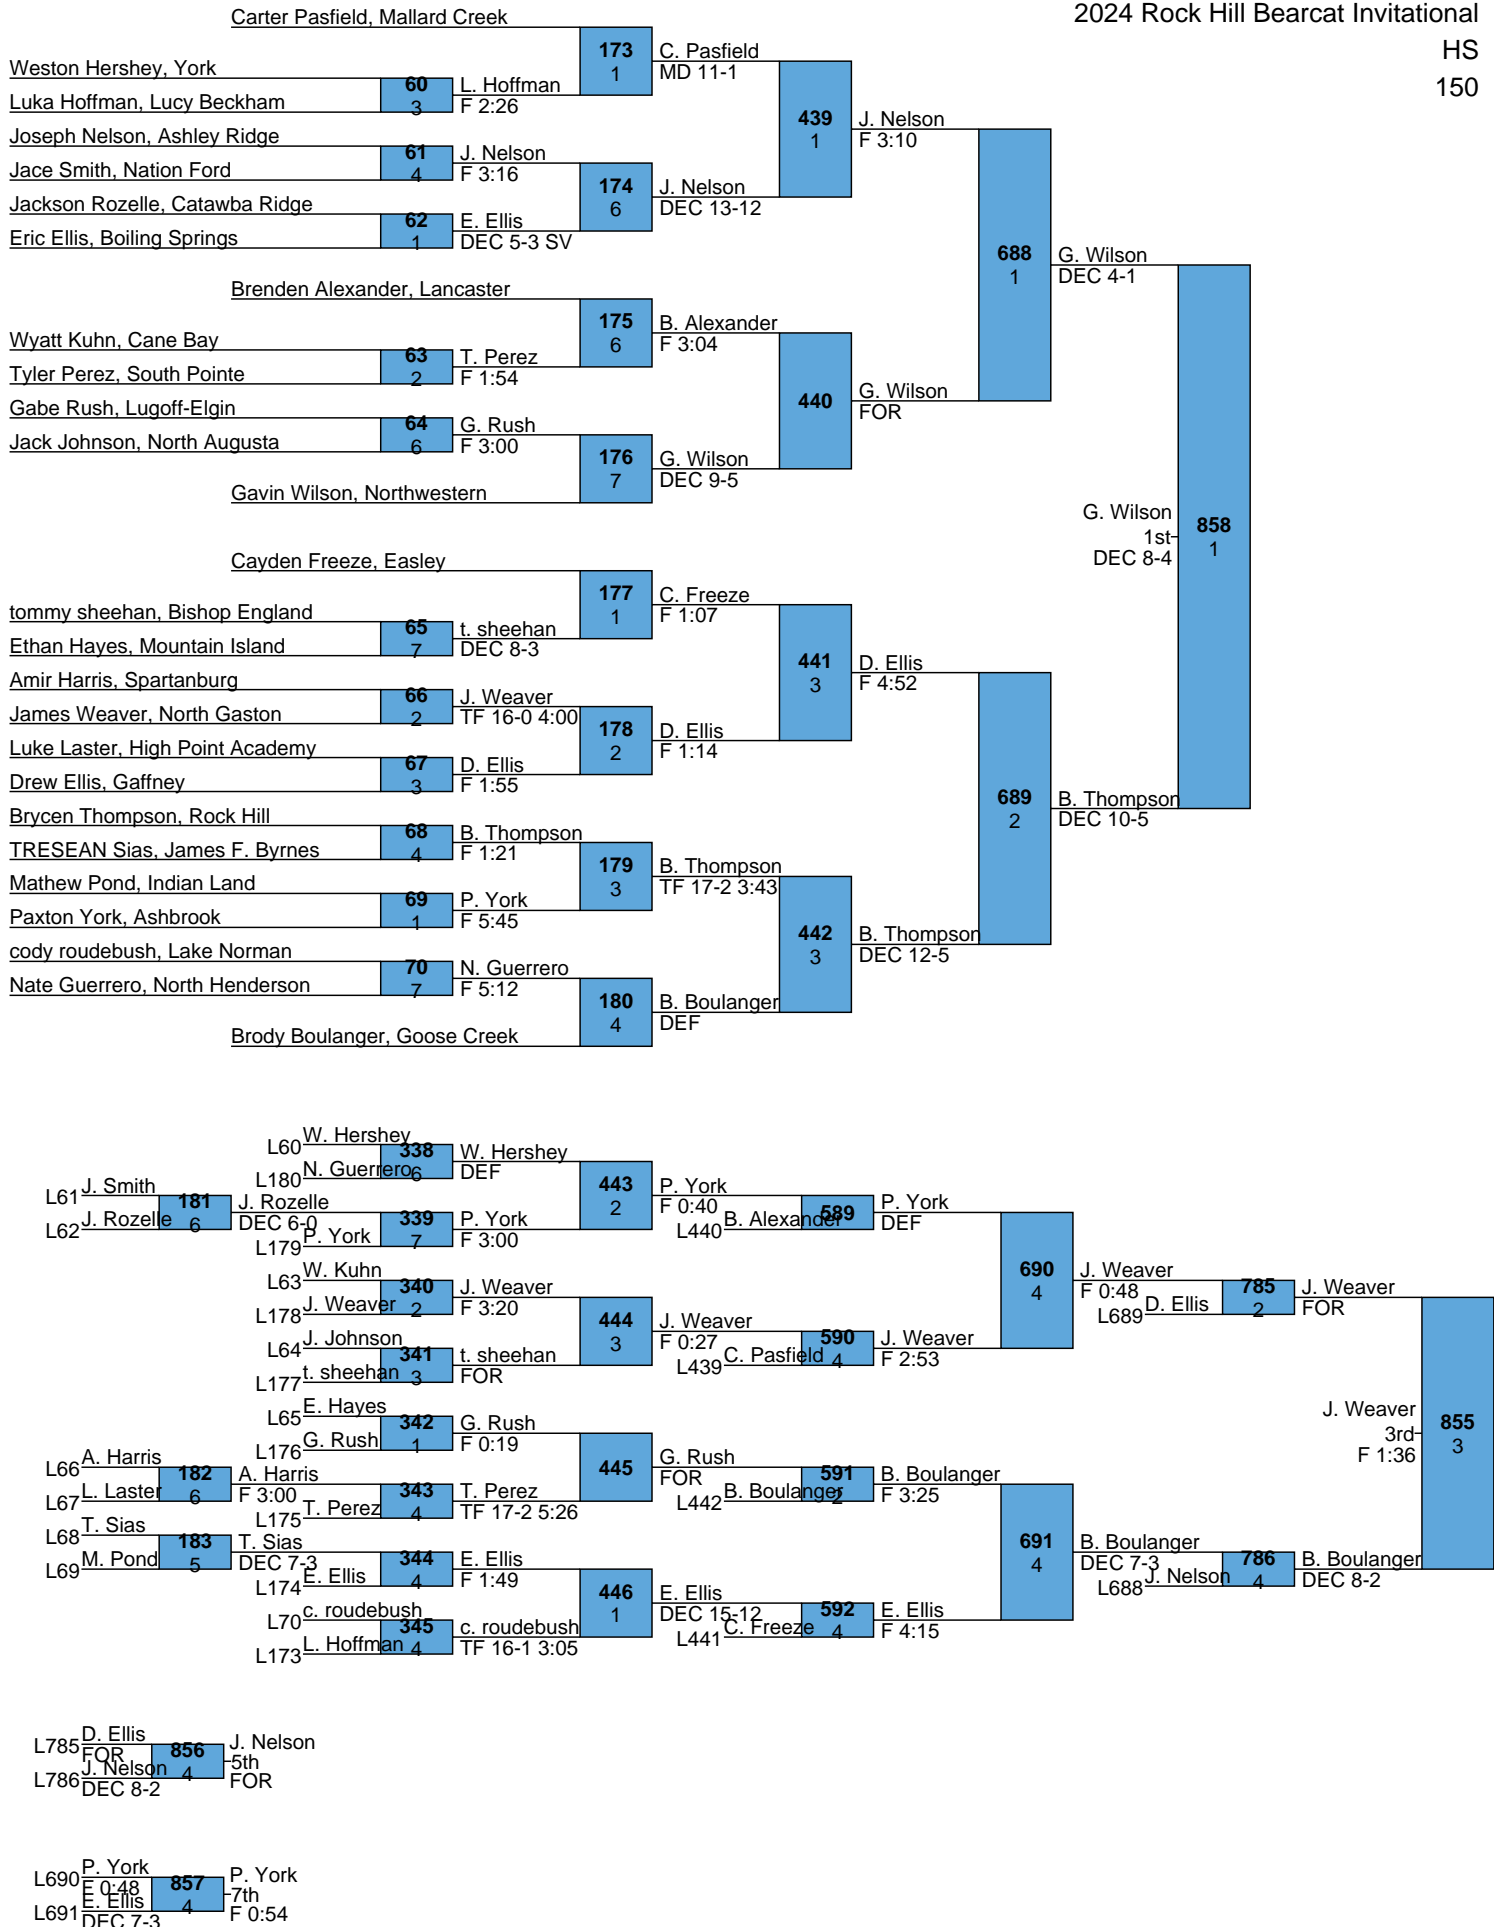 2024 Rock Hill Bearcat Invitational
HS
150
Carter Pasfield, Mallard Creek
173
1
C. Pasfield
MD 11-1
Weston Hershey, York
60
3
L. Hoffman
F 2:26
Luka Hoffman, Lucy Beckham
439
1
J. Nelson
F 3:10
Joseph Nelson, Ashley Ridge
61
4
J. Nelson
F 3:16
Jace Smith, Nation Ford
174
6
J. Nelson
DEC 13-12
Jackson Rozelle, Catawba Ridge
62
1
E. Ellis
DEC 5-3 SV
Eric Ellis, Boiling Springs
688
1
G. Wilson
DEC 4-1
Brenden Alexander, Lancaster
175
6
B. Alexander
F 3:04
Wyatt Kuhn, Cane Bay
63
2
T. Perez
F 1:54
Tyler Perez, South Pointe
440
G. Wilson
FOR
Gabe Rush, Lugoff-Elgin
64
6
G. Rush
F 3:00
Jack Johnson, North Augusta
176
7
G. Wilson
DEC 9-5
Gavin Wilson, Northwestern
G. Wilson
1st
DEC 8-4
858
1
Cayden Freeze, Easley
177
1
C. Freeze
F 1:07
tommy sheehan, Bishop England
65
7
t. sheehan
DEC 8-3
Ethan Hayes, Mountain Island
441
3
D. Ellis
F 4:52
Amir Harris, Spartanburg
66
2
J. Weaver
TF 16-0 4:00
James Weaver, North Gaston
178
2
D. Ellis
F 1:14
Luke Laster, High Point Academy
67
3
D. Ellis
F 1:55
Drew Ellis, Gaffney
689
2
B. Thompson
DEC 10-5
Brycen Thompson, Rock Hill
68
4
B. Thompson
F 1:21
TRESEAN Sias, James F. Byrnes
179
3
B. Thompson
TF 17-2 3:43
Mathew Pond, Indian Land
69
1
P. York
F 5:45
Paxton York, Ashbrook
442
3
B. Thompson
DEC 12-5
cody roudebush, Lake Norman
70
7
N. Guerrero
F 5:12
Nate Guerrero, North Henderson
180
4
B. Boulanger
DEF
Brody Boulanger, Goose Creek
L60
W. Hershey
338
6
W. Hershey
DEF
L180
N. Guerrero
443
2
P. York
F 0:40
L61
J. Smith
181
6
J. Rozelle
DEC 6-0
L62
J. Rozelle
339
7
P. York
F 3:00
L179
P. York
L440
B. Alexander
589
P. York
DEF
L63
W. Kuhn
340
2
J. Weaver
F 3:20
L178
J. Weaver
690
4
J. Weaver
F 0:48
L689
D. Ellis
785
2
J. Weaver
FOR
444
3
J. Weaver
F 0:27
L64
J. Johnson
341
3
t. sheehan
FOR
L177
t. sheehan
L439
C. Pasfield
590
4
J. Weaver
F 2:53
L65
E. Hayes
342
1
G. Rush
F 0:19
L176
G. Rush
J. Weaver
3rd
F 1:36
855
3
445
G. Rush
FOR
L66
A. Harris
182
6
A. Harris
F 3:00
L67
L. Laster
343
4
T. Perez
TF 17-2 5:26
L175
T. Perez
L442
B. Boulanger
591
2
B. Boulanger
F 3:25
L68
T. Sias
183
5
T. Sias
DEC 7-3
L69
M. Pond
344
4
E. Ellis
F 1:49
L174
E. Ellis
691
4
B. Boulanger
DEC 7-3
L688
J. Nelson
786
4
B. Boulanger
DEC 8-2
446
1
E. Ellis
DEC 15-12
L70
c. roudebush
345
4
c. roudebush
TF 16-1 3:05
L173
L. Hoffman
L441
C. Freeze
592
4
E. Ellis
F 4:15
L785
D. Ellis
FOR
856
4
J. Nelson
5th
FOR
L786
J. Nelson
DEC 8-2
L690
P. York
F 0:48
857
4
P. York
7th
F 0:54
L691
E. Ellis
DEC 7-3